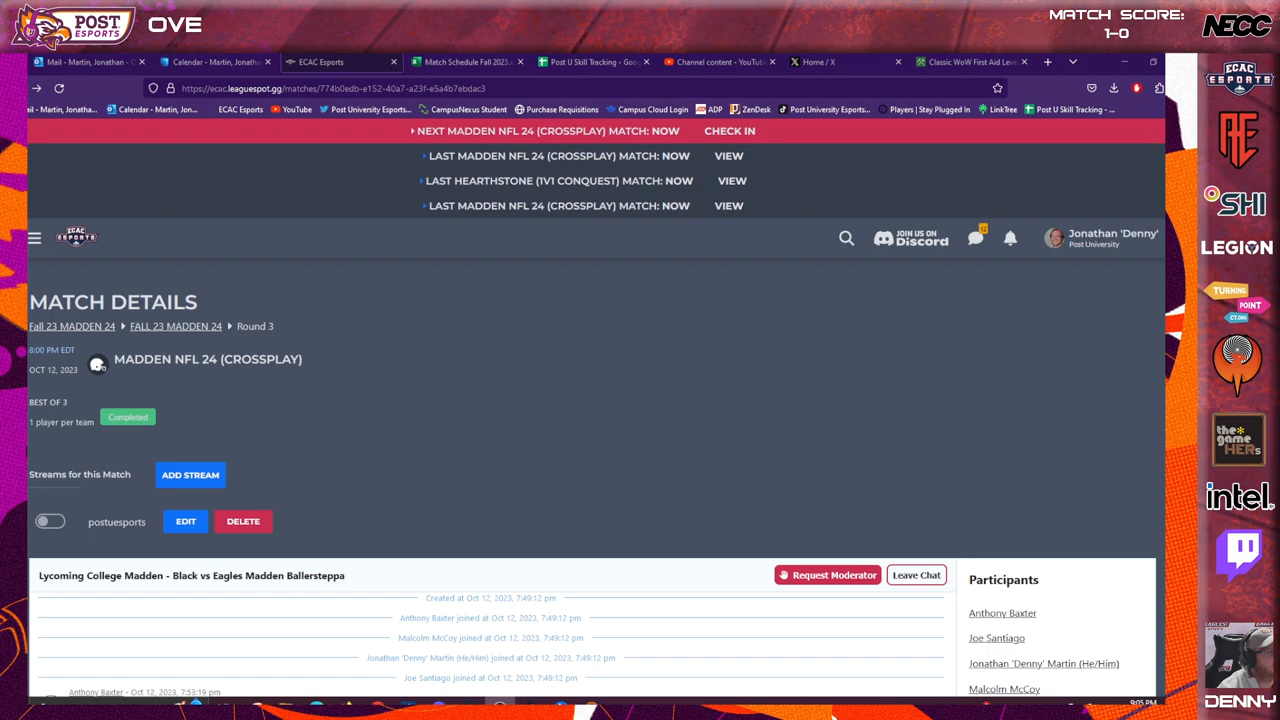 POST
ESPORTS
OVE
MATCH SCORE:
1-0
NECC
Mail - Martin, Jonathan - O
Calendar - Martin, Jonathan
ECAC Esports
Match Schedule Fall 2023.
Post U Skill Tracking - Goog
Channel content - YouTube
Home / X
Classic WoW First Aid Level
https://ecac.leaguespot.gg/matches/774b0edb-e152-40a7-a23f-e5a4b7ebdac3
ail - Martin, Jonatha...
Calendar - Martin, Jon...
ECAC Esports
YouTube
Post University Esports...
CampusNexus Student
Purchase Requisitions
Campus Cloud Login
ADP
ZenDesk
Post University Esports...
Players | Stay Plugged In
LinkTree
Post U Skill Tracking - ...
NEXT MADDEN NFL 24 (CROSSPLAY) MATCH: NOW CHECK IN
LAST MADDEN NFL 24 (CROSSPLAY) MATCH: NOW VIEW
LAST HEARTHSTONE (1V1 CONQUEST) MATCH: NOW VIEW
LAST MADDEN NFL 24 (CROSSPLAY) MATCH: NOW VIEW
ECAC
ESPORTS
JOIN US ON
Discord
12
Jonathan 'Denny'
Post University
MATCH DETAILS
Fall 23 MADDEN 24 FALL 23 MADDEN 24 Round 3
8:00 PM EDT
OCT 12, 2023
MADDEN NFL 24 (CROSSPLAY)
BEST OF 3
1 player per team
Completed
Streams for this Match
ADD STREAM
postuesports
EDIT
DELETE
Lycoming College Madden - Black vs Eagles Madden Ballersteppa
Request Moderator
Leave Chat
Created at Oct 12, 2023, 7:49:12 pm
Anthony Baxter joined at Oct 12, 2023, 7:49:12 pm
Malcolm McCoy joined at Oct 12, 2023, 7:49:12 pm
Jonathan 'Denny' Martin (He/Him) joined at Oct 12, 2023, 7:49:12 pm
Joe Santiago joined at Oct 12, 2023, 7:49:12 pm
Anthony Baxter - Oct 12, 2023, 7:53:19 pm
Participants
Anthony Baxter
Joe Santiago
Jonathan 'Denny' Martin (He/Him)
Malcolm McCoy
9:05 PM
ECAC
ESPORTS
AE
SHI
LEGION
TURNING
POINT
CT.ORG
the*
gameHERs
intel.
DENNY